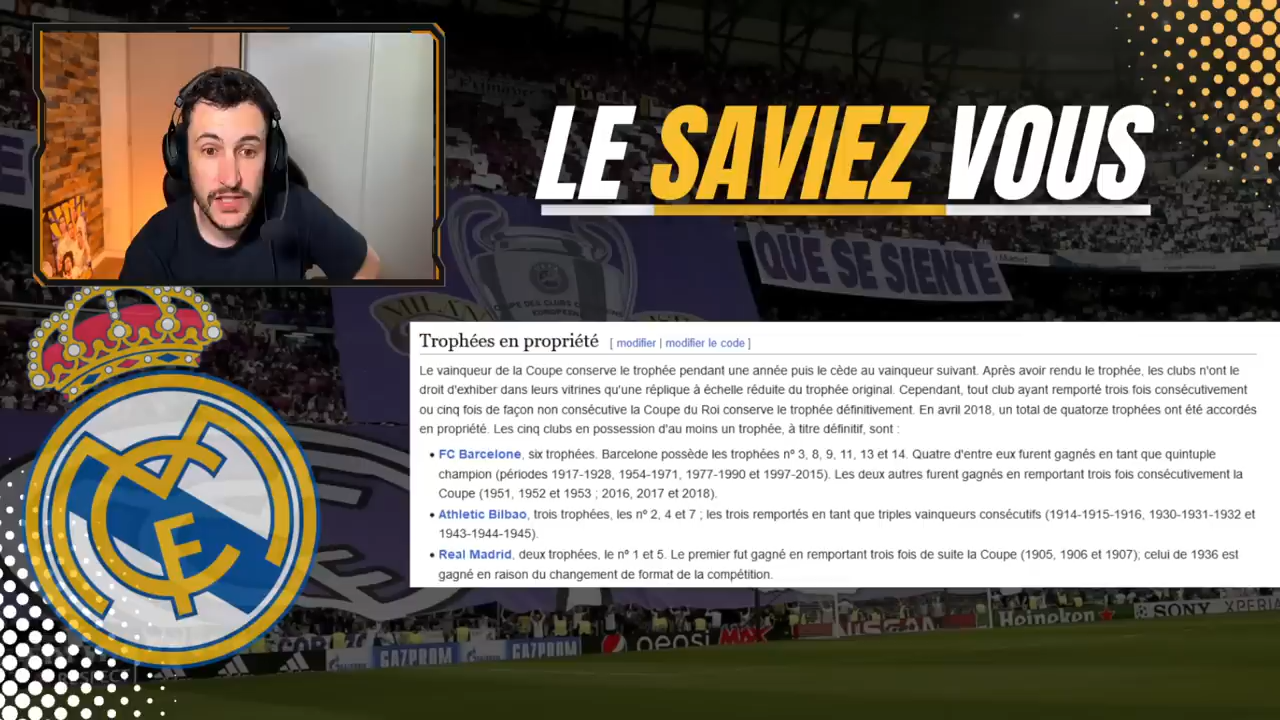 LE SAVIEZ VOUS
QUE SE SIENTE
COUPE DES CLUBS
Trophées en propriété [ modifier | modifier le code ]
Le vainqueur de la Coupe conserve le trophée pendant une année puis le cède au vainqueur suivant. Après avoir rendu le trophée, les clubs n'ont le
droit d'exhiber dans leurs vitrines qu'une réplique à échelle réduite du trophée original. Cependant, tout club ayant remporté trois fois consécutivement
ou cinq fois de façon non consécutive la Coupe du Roi conserve le trophée définitivement. En avril 2018, un total de quatorze trophées ont été accordés
en propriété. Les cinq clubs en possession d'au moins un trophée, à titre définitif, sont :
• FC Barcelone, six trophées. Barcelone possède les trophées nº 3, 8, 9, 11, 13 et 14. Quatre d'entre eux furent gagnés en tant que quintuple
champion (périodes 1917-1928, 1954-1971, 1977-1990 et 1997-2015). Les deux autres furent gagnés en remportant trois fois consécutivement la
Coupe (1951, 1952 et 1953 ; 2016, 2017 et 2018).
• Athletic Bilbao, trois trophées, les nº 2, 4 et 7 ; les trois remportés en tant que triples vainqueurs consécutifs (1914-1915-1916, 1930-1931-1932 et
1943-1944-1945).
• Real Madrid, deux trophées, le nº 1 et 5. Le premier fut gagné en remportant trois fois de suite la Coupe (1905, 1906 et 1907); celui de 1936 est
gagné en raison du changement de format de la compétition.
RESPECT adidas GAZPROM GAZPROM pepsi MAX NISSAN Heineken SONY XPERIA